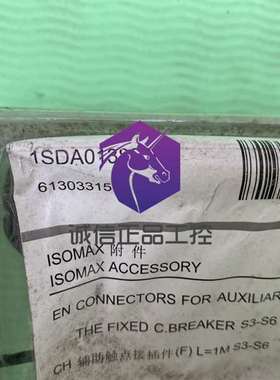 1SDA013
61303315
诚信正品工控
ISOMAX 附 件
ISOMAX ACCESSORY
EN CONNECTORS FOR AUXILIAR
THE FIXED C.BREAKER S3-S6
CH 辅助触点接插件(F) L=1M S3-S6